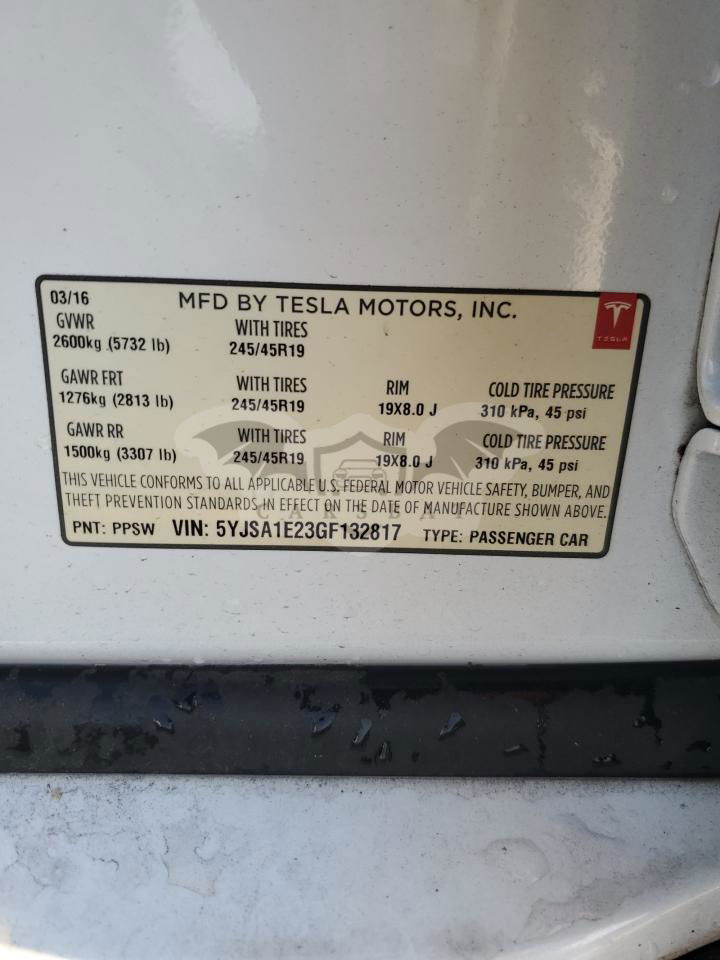 03/16 MFD BY TESLA MOTORS, INC.
TESLA
GVWR WITH TIRES
2600kg (5732 lb) 245/45R19
GAWR FRT WITH TIRES RIM COLD TIRE PRESSURE
1276kg (2813 lb) 245/45R19 19X8.0 J 310 kPa, 45 psi
GAWR RR WITH TIRES RIM COLD TIRE PRESSURE
1500kg (3307 lb) 245/45R19 19X8.0 J 310 kPa, 45 psi
THIS VEHICLE CONFORMS TO ALL APPLICABLE U.S. FEDERAL MOTOR VEHICLE SAFETY, BUMPER, AND
THEFT PREVENTION STANDARDS IN EFFECT ON THE DATE OF MANUFACTURE SHOWN ABOVE.
CARSBAT
PNT: PPSW VIN: 5YJSA1E23GF132817 TYPE: PASSENGER CAR